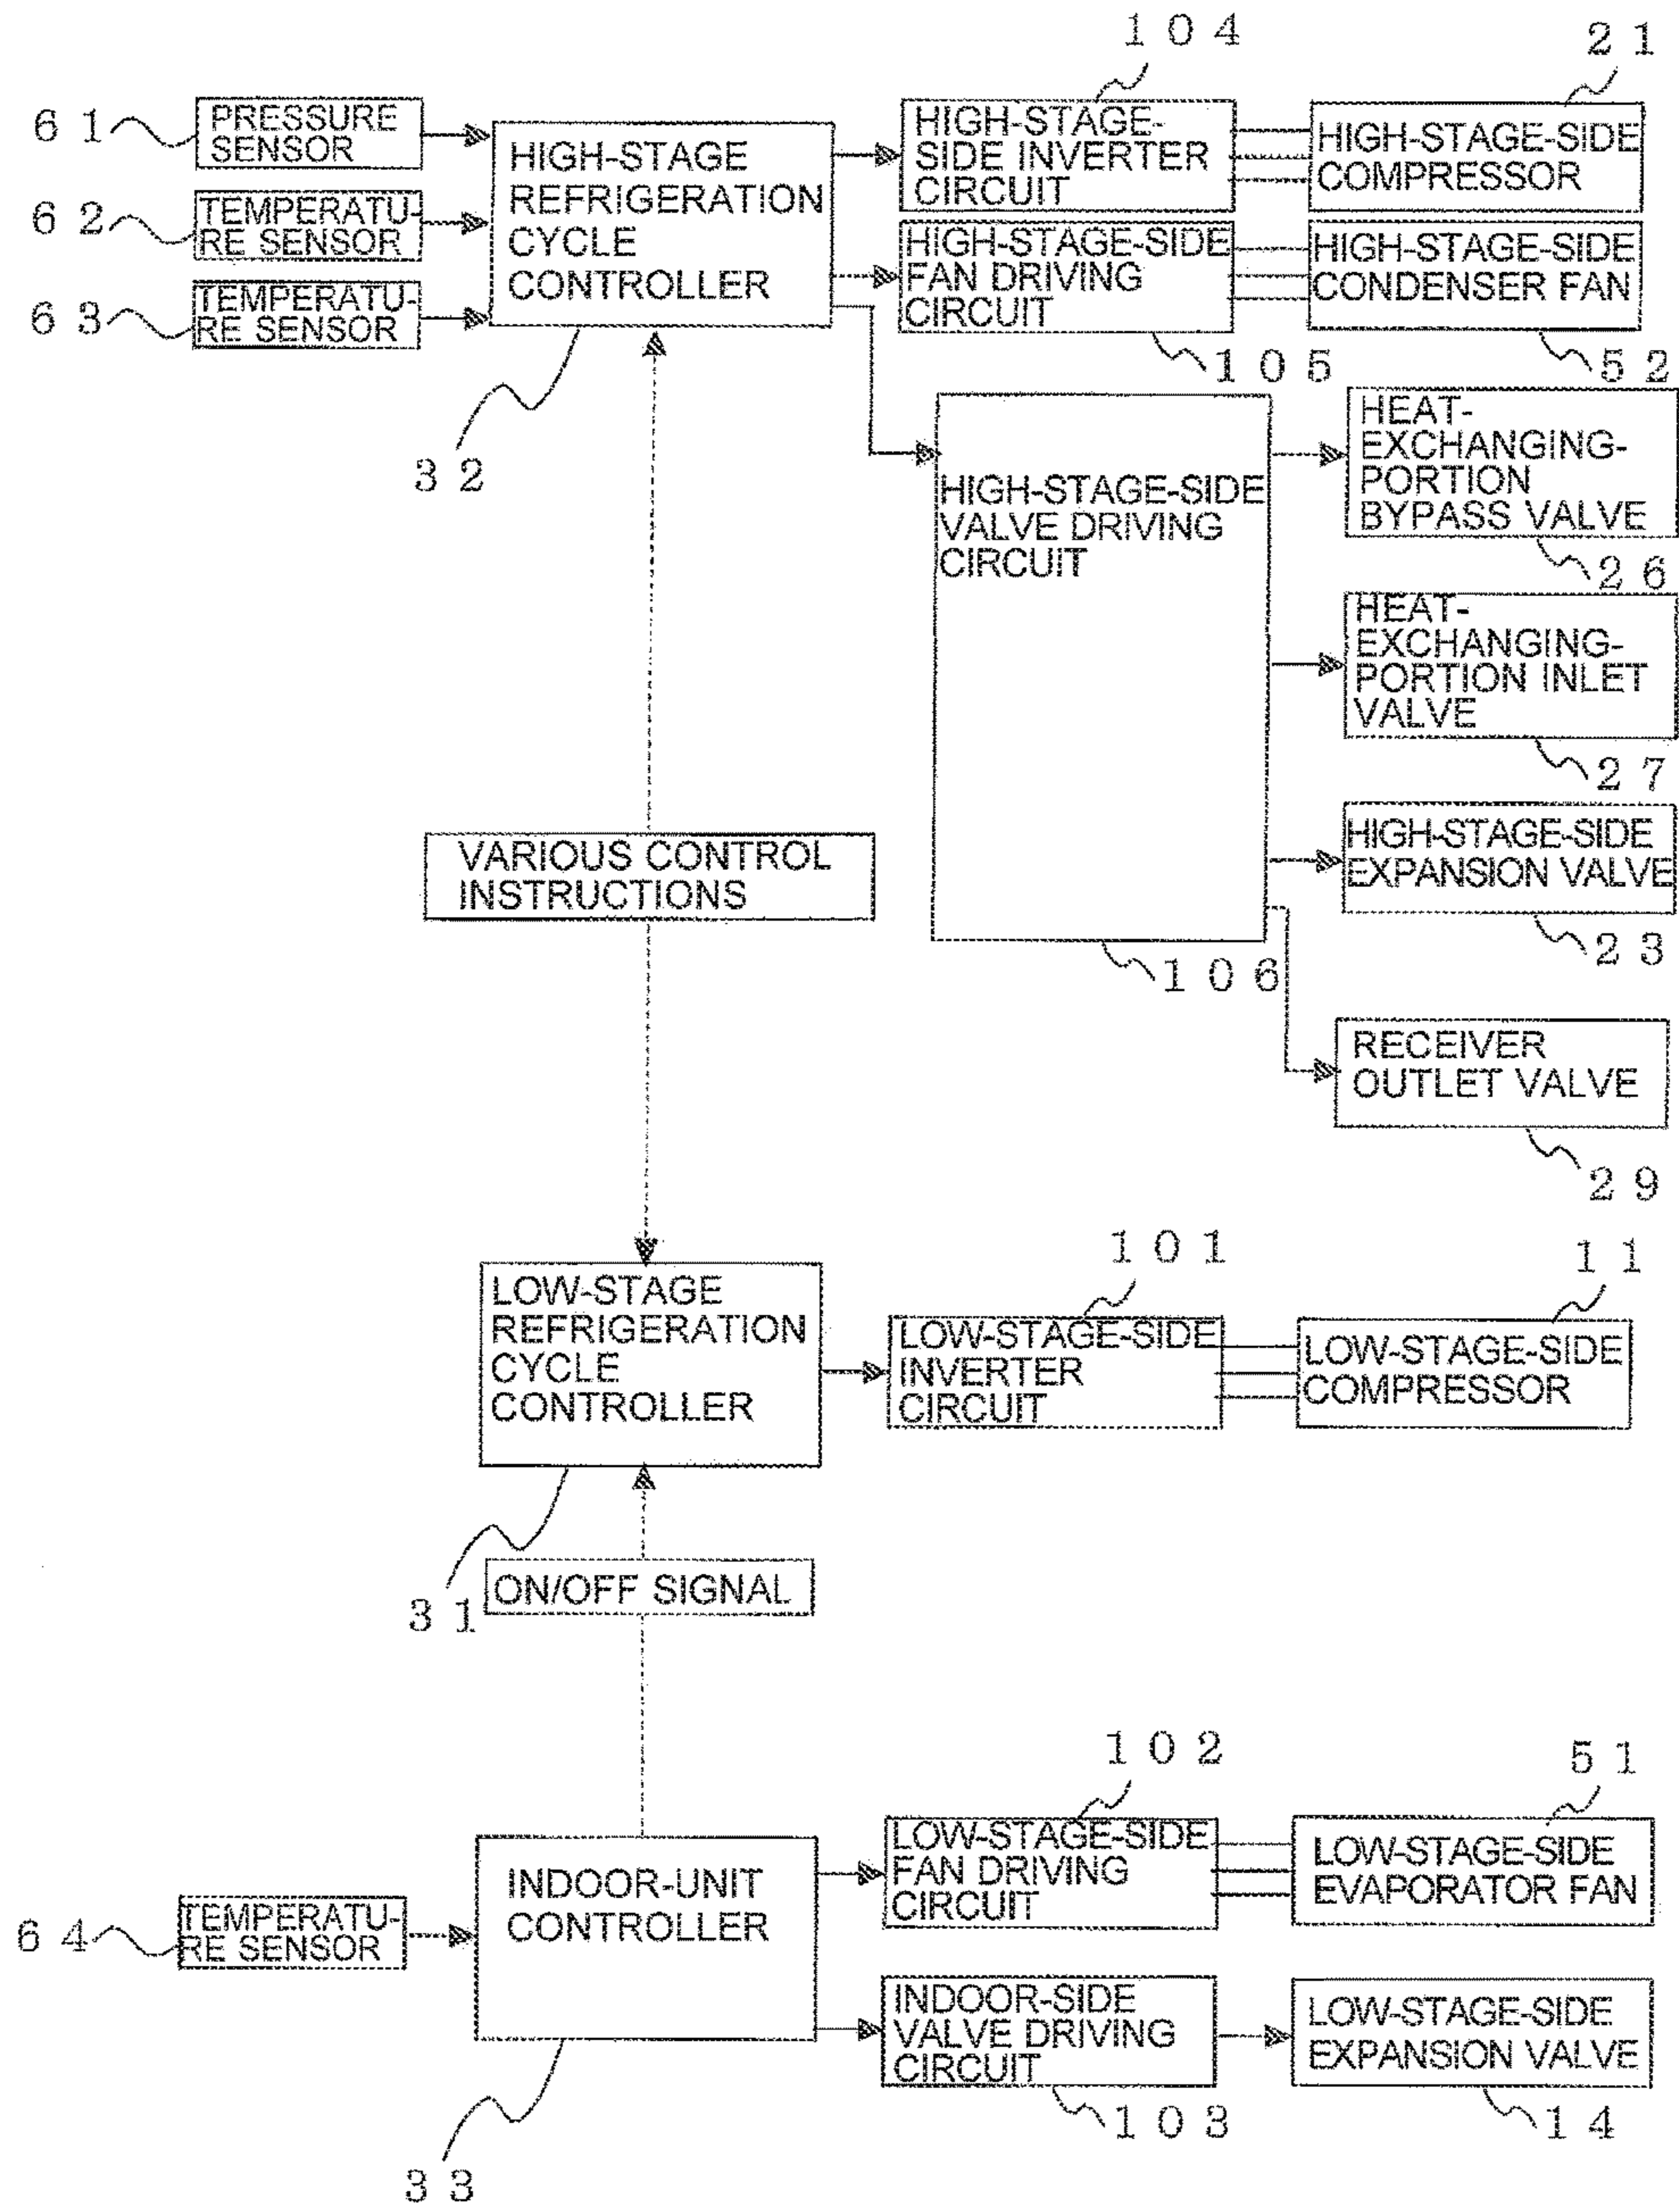 104
21
61
PRESSURE
SENSOR
HIGH-STAGE
REFRIGERATION
CYCLE
CONTROLLER
HIGH-STAGE-
SIDE INVERTER
CIRCUIT
HIGH-STAGE-SIDE
COMPRESSOR
62
TEMPERATU-
RE SENSOR
63
TEMPERATU-
RE SENSOR
HIGH-STAGE-SIDE
FAN DRIVING
CIRCUIT
HIGH-STAGE-SIDE
CONDENSER FAN
105
52
32
HIGH-STAGE-SIDE
VALVE DRIVING
CIRCUIT
HEAT-
EXCHANGING-
PORTION
BYPASS VALVE
26
HEAT-
EXCHANGING-
PORTION INLET
VALVE
27
VARIOUS CONTROL
INSTRUCTIONS
HIGH-STAGE-SIDE
EXPANSION VALVE
23
106
RECEIVER
OUTLET VALVE
29
101
11
LOW-STAGE
REFRIGERATION
CYCLE
CONTROLLER
LOW-STAGE-SIDE
INVERTER
CIRCUIT
LOW-STAGE-SIDE
COMPRESSOR
31
ON/OFF SIGNAL
102
51
INDOOR-UNIT
CONTROLLER
LOW-STAGE-SIDE
FAN DRIVING
CIRCUIT
LOW-STAGE-SIDE
EVAPORATOR FAN
64
TEMPERATU-
RE SENSOR
INDOOR-SIDE
VALVE DRIVING
CIRCUIT
LOW-STAGE-SIDE
EXPANSION VALVE
103
14
33